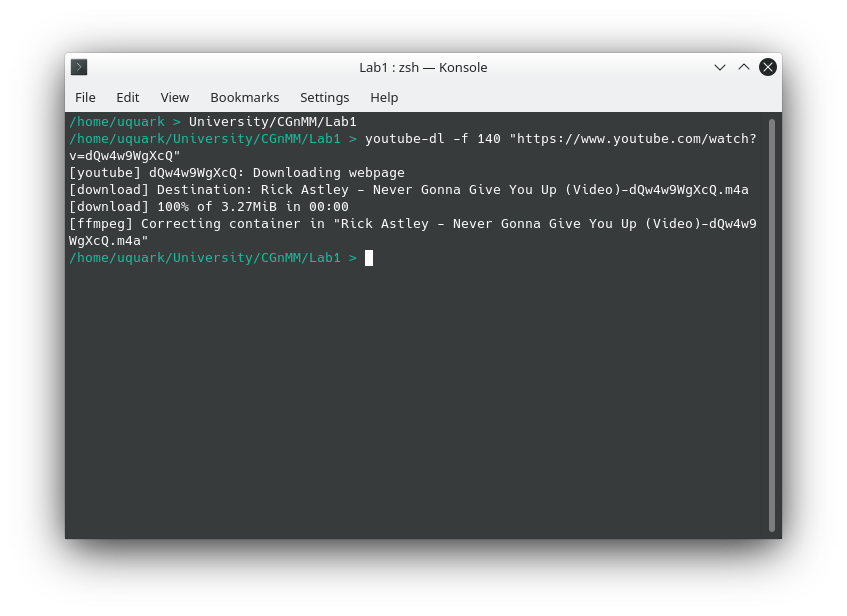 Lab1 : zsh — Konsole
File Edit View Bookmarks Settings Help
/home/uquark > University/CGnMM/Lab1
/home/uquark/University/CGnMM/Lab1 > youtube-dl -f 140 "https://www.youtube.com/watch?
v=dQw4w9WgXcQ"
[youtube] dQw4w9WgXcQ: Downloading webpage
[download] Destination: Rick Astley - Never Gonna Give You Up (Video)-dQw4w9WgXcQ.m4a
[download] 100% of 3.27MiB in 00:00
[ffmpeg] Correcting container in "Rick Astley - Never Gonna Give You Up (Video)-dQw4w9
WgXcQ.m4a"
/home/uquark/University/CGnMM/Lab1 >